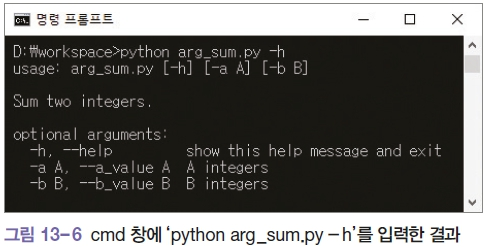 명령 프롬프트
D:₩workspace>python arg_sum.py -h
usage: arg_sum.py [-h] [-a A] [-b B]
Sum two integers.
optional arguments:
-h, --help show this help message and exit
-a A, --a_value A A integers
-b B, --b_value B B integers
그림 13-6 cmd 창에 ‘python arg_sum.py -h’를 입력한 결과